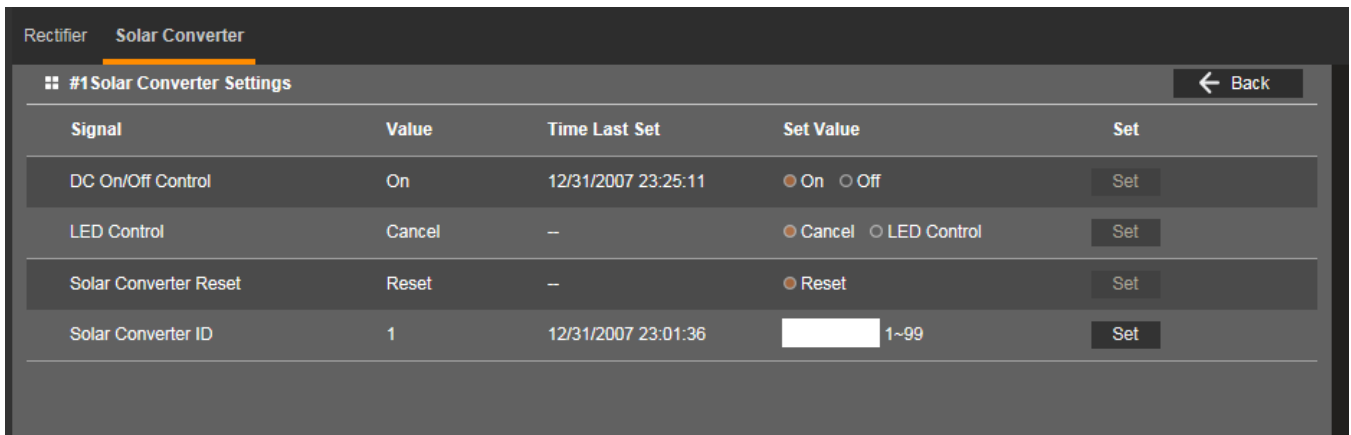 Rectifier Solar Converter
#1Solar Converter Settings Back
Signal Value Time Last Set Set Value Set
DC On/Off Control On 12/31/2007 23:25:11 On Off Set
LED Control Cancel -- Cancel LED Control Set
Solar Converter Reset Reset -- Reset Set
Solar Converter ID 1 12/31/2007 23:01:36 1~99 Set